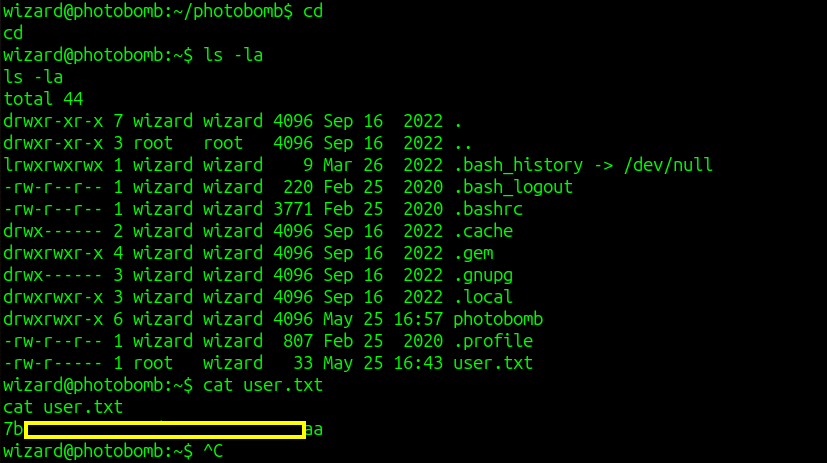 wizard@photobomb:~/photobomb$ cd
cd
wizard@photobomb:~$ ls -la
ls -la
total 44
drwxr-xr-x 7 wizard wizard 4096 Sep 16  2022 .
drwxr-xr-x 3 root   root   4096 Sep 16  2022 ..
lrwxrwxrwx 1 wizard wizard    9 Mar 26  2022 .bash_history -> /dev/null
-rw-r--r-- 1 wizard wizard  220 Feb 25  2020 .bash_logout
-rw-r--r-- 1 wizard wizard 3771 Feb 25  2020 .bashrc
drwx------ 2 wizard wizard 4096 Sep 16  2022 .cache
drwxrwxr-x 4 wizard wizard 4096 Sep 16  2022 .gem
drwx------ 3 wizard wizard 4096 Sep 16  2022 .gnupg
drwxrwxr-x 3 wizard wizard 4096 Sep 16  2022 .local
drwxrwxr-x 6 wizard wizard 4096 May 25 16:57 photobomb
-rw-r--r-- 1 wizard wizard  807 Feb 25  2020 .profile
-rw-r----- 1 root   wizard   33 May 25 16:43 user.txt
wizard@photobomb:~$ cat user.txt
cat user.txt
7b aa
wizard@photobomb:~$ ^C